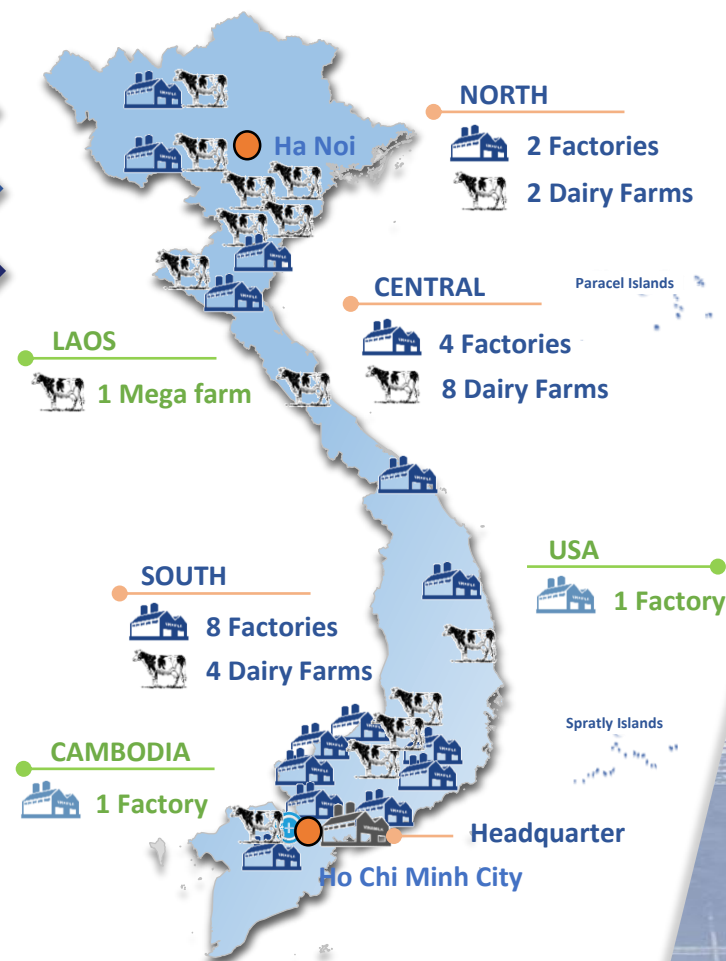 NORTH
Ha Noi
2 Factories
2 Dairy Farms
CENTRAL
Paracel Islands
4 Factories
8 Dairy Farms
LAOS
1 Mega farm
USA
1 Factory
SOUTH
8 Factories
4 Dairy Farms
Spratly Islands
CAMBODIA
1 Factory
Headquarter
Ho Chi Minh City